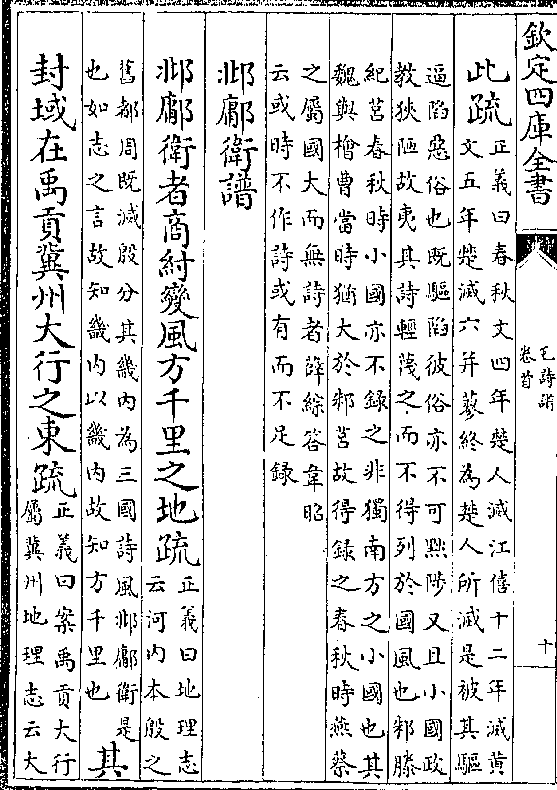 欽定四庫全書
毛詩譜
卷首
十
此疏
正義曰春秋文四年楚人滅江僖十二年滅黄
文五年楚滅六并蓼終為楚人所滅是被其驅
逼陷惡俗也既驅陷彼俗亦不可黜陟又且小國政
教狹陋故夷其詩輕蔑之而不得列於國風也邾滕
紀莒春秋時小國亦不錄之非獨南方之小國也其
魏與檜曹當時猶大於邾莒故得錄之春秋時燕蔡
之屬國大而無詩者薛綜答韋昭
云或時不作詩或有而不足錄
邶鄘衛譜
邶鄘衛者商紂變風方千里之地疏
正義曰地理志
云河内本殷之
舊都周既滅殷分其畿内為三國詩風邶鄘衛是
也如志之言故知畿内以畿内故知方千里也
其
封域在禹貢冀州大行之東疏
正義曰案禹貢大行
屬冀州地理志云大